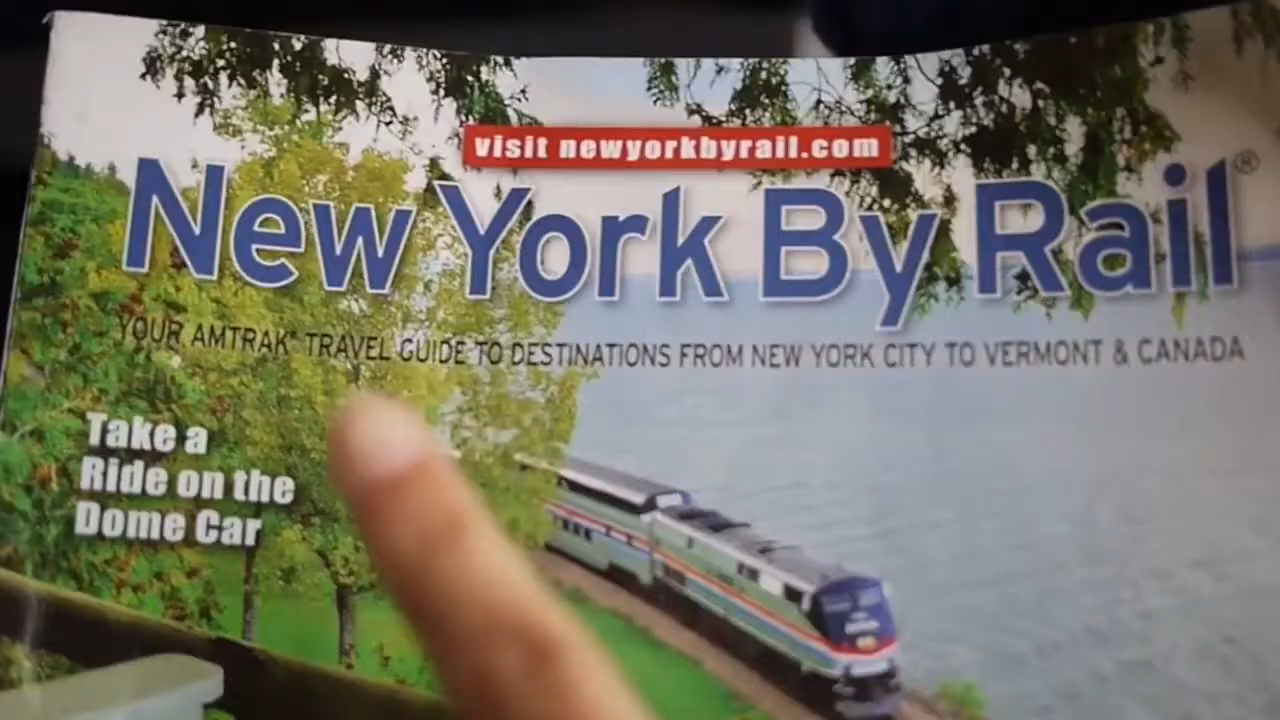 visit newyorkbyrail.com
New York By Rail®
YOUR AMTRAK® TRAVEL GUIDE TO DESTINATIONS FROM NEW YORK CITY TO VERMONT & CANADA
Take a
Ride on the
Dome Car